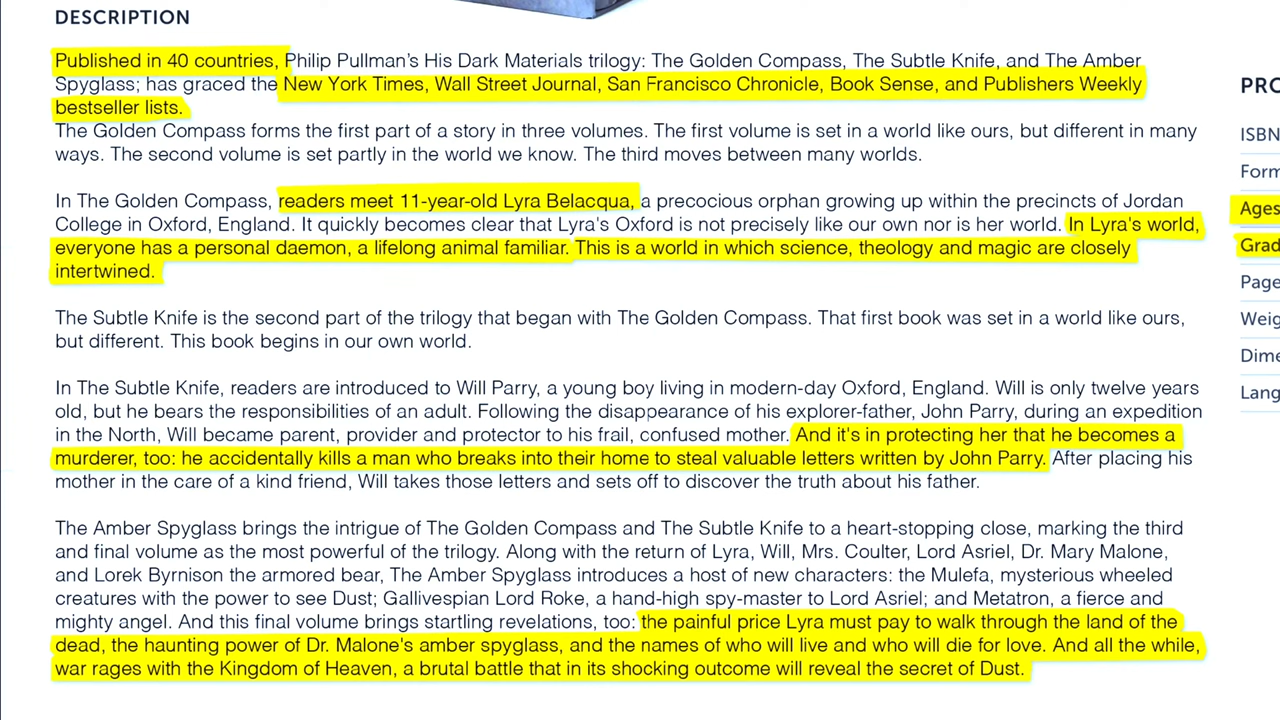 DESCRIPTION
Published in 40 countries, Philip Pullman's His Dark Materials trilogy: The Golden Compass, The Subtle Knife, and The Amber
Spyglass; has graced the New York Times, Wall Street Journal, San Francisco Chronicle, Book Sense, and Publishers Weekly
bestseller lists.
The Golden Compass forms the first part of a story in three volumes. The first volume is set in a world like ours, but different in many
ways. The second volume is set partly in the world we know. The third moves between many worlds.
In The Golden Compass, readers meet 11-year-old Lyra Belacqua, a precocious orphan growing up within the precincts of Jordan
College in Oxford, England. It quickly becomes clear that Lyra's Oxford is not precisely like our own nor is her world. In Lyra's world,
everyone has a personal daemon, a lifelong animal familiar. This is a world in which science, theology and magic are closely
intertwined.
The Subtle Knife is the second part of the trilogy that began with The Golden Compass. That first book was set in a world like ours,
but different. This book begins in our own world.
In The Subtle Knife, readers are introduced to Will Parry, a young boy living in modern-day Oxford, England. Will is only twelve years
old, but he bears the responsibilities of an adult. Following the disappearance of his explorer-father, John Parry, during an expedition
in the North, Will became parent, provider and protector to his frail, confused mother. And it's in protecting her that he becomes a
murderer, too: he accidentally kills a man who breaks into their home to steal valuable letters written by John Parry. After placing his
mother in the care of a kind friend, Will takes those letters and sets off to discover the truth about his father.
The Amber Spyglass brings the intrigue of The Golden Compass and The Subtle Knife to a heart-stopping close, marking the third
and final volume as the most powerful of the trilogy. Along with the return of Lyra, Will, Mrs. Coulter, Lord Asriel, Dr. Mary Malone,
and Lorek Byrnison the armored bear, The Amber Spyglass introduces a host of new characters: the Mulefa, mysterious wheeled
creatures with the power to see Dust; Gallivespian Lord Roke, a hand-high spy-master to Lord Asriel; and Metatron, a fierce and
mighty angel. And this final volume brings startling revelations, too: the painful price Lyra must pay to walk through the land of the
dead, the haunting power of Dr. Malone's amber spyglass, and the names of who will live and who will die for love. And all the while,
war rages with the Kingdom of Heaven, a brutal battle that in its shocking outcome will reveal the secret of Dust.
PRO
ISBN
Form
Ages
Grad
Page
Weig
Dime
Lang